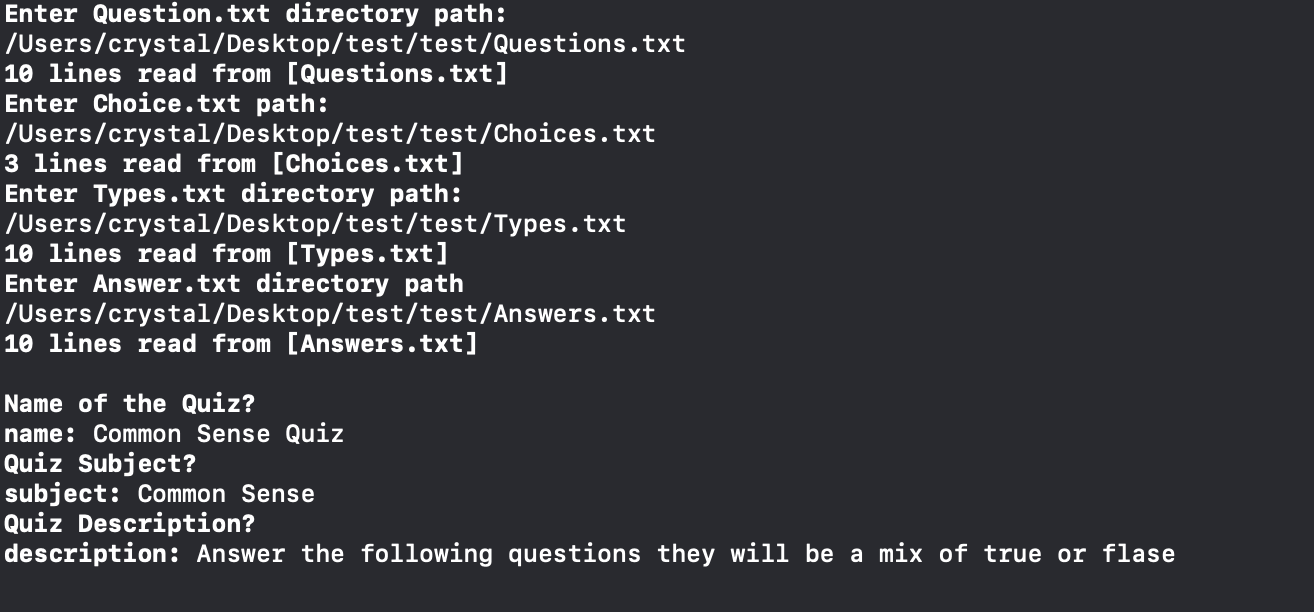 Enter Question.txt directory path:
/Users/crystal/Desktop/test/test/Questions.txt
10 lines read from [Questions.txt]
Enter Choice.txt path:
/Users/crystal/Desktop/test/test/Choices.txt
3 lines read from [Choices.txt]
Enter Types.txt directory path:
/Users/crystal/Desktop/test/test/Types.txt
10 lines read from [Types.txt]
Enter Answer.txt directory path
/Users/crystal/Desktop/test/test/Answers.txt
10 lines read from [Answers.txt]
Name of the Quiz?
name: Common Sense Quiz
Quiz Subject?
subject: Common Sense
Quiz Description?
description: Answer the following questions they will be a mix of true or flase